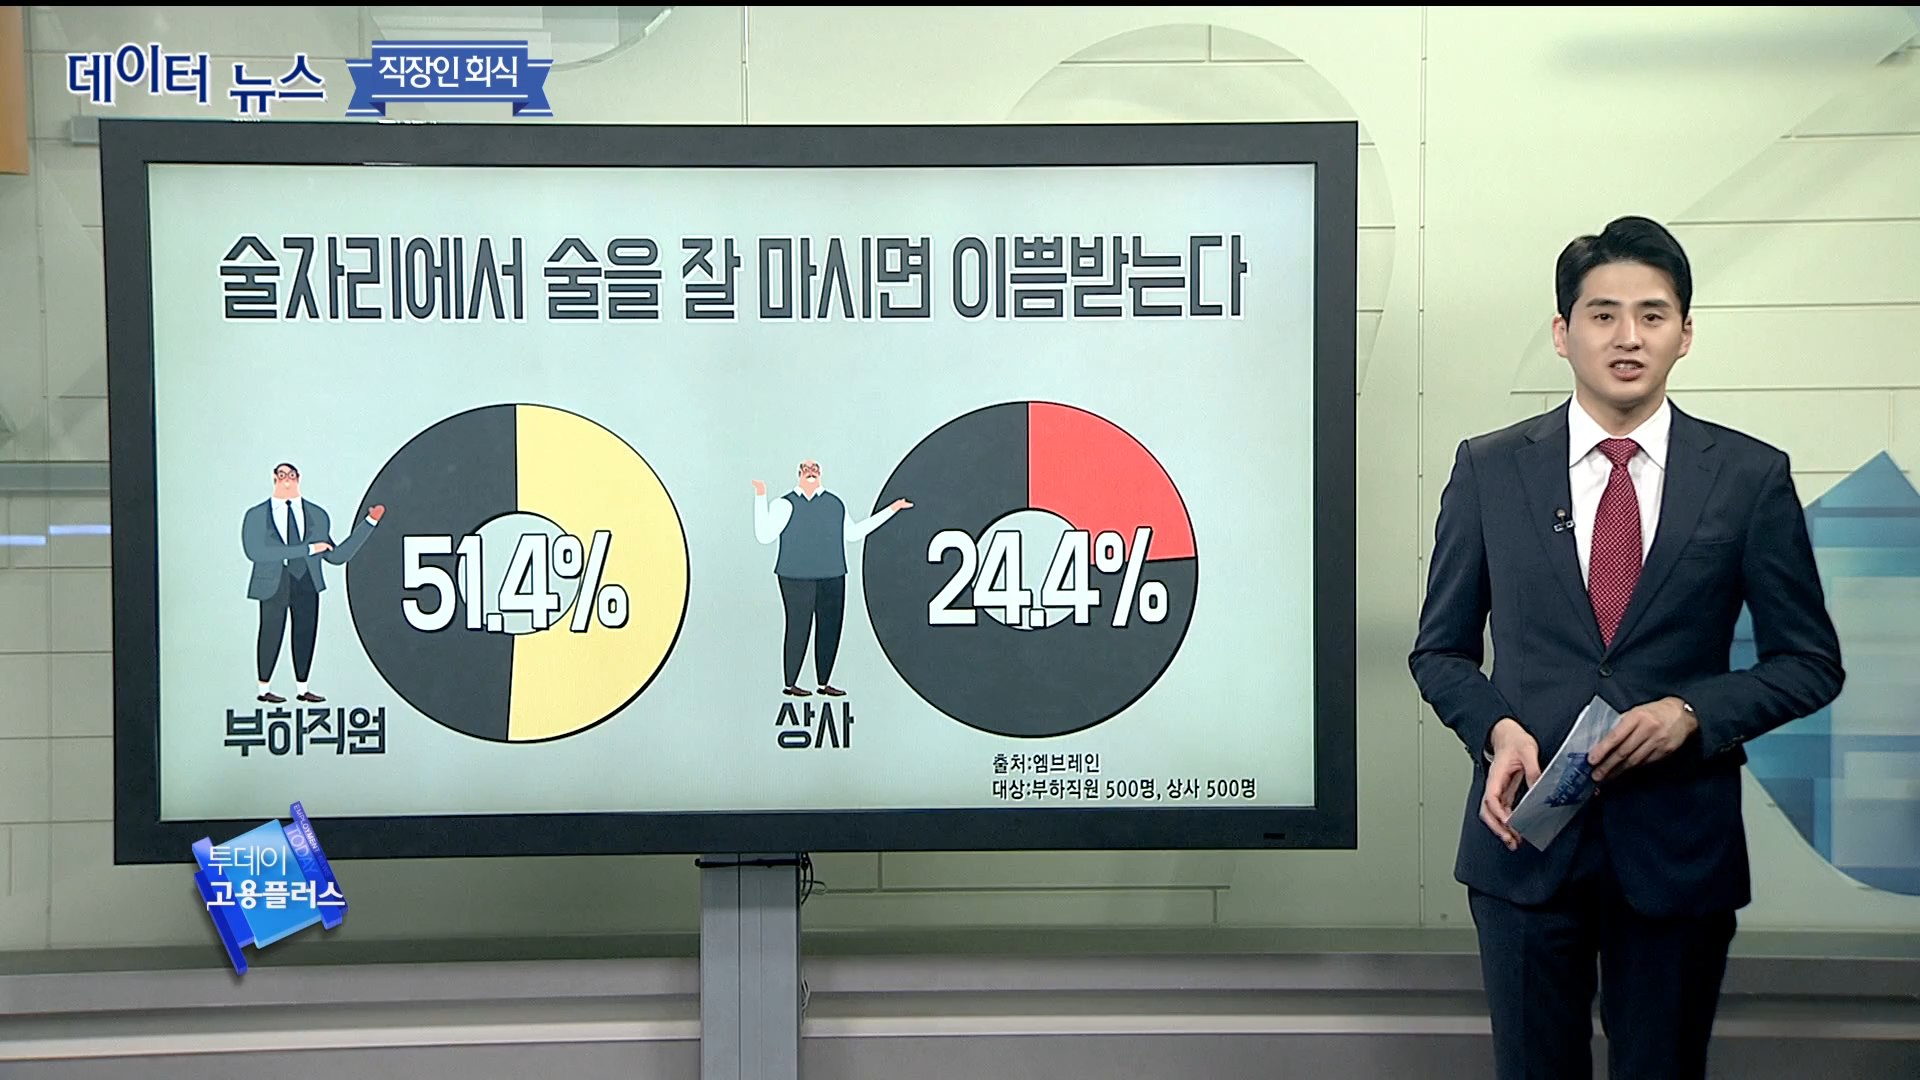 데이터 뉴스
직장인 회식
술자리에서 술을 잘 마시면 이쁨받는다
51.4%
24.4%
부하직원
상사
출처:엠브레인
대상:부하직원 500명, 상사 500명
EMPLOYMENT
TODAY
투데이
고용플러스